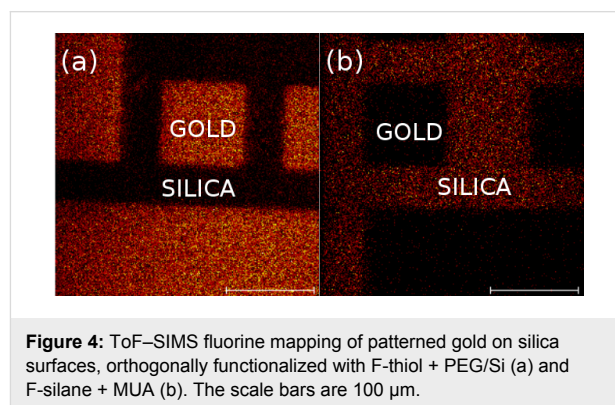 (a)
(b)
GOLD
GOLD
SILICA
SILICA
Figure 4: ToF–SIMS fluorine mapping of patterned gold on silica
surfaces, orthogonally functionalized with F-thiol + PEG/Si (a) and
F-silane + MUA (b). The scale bars are 100 µm.